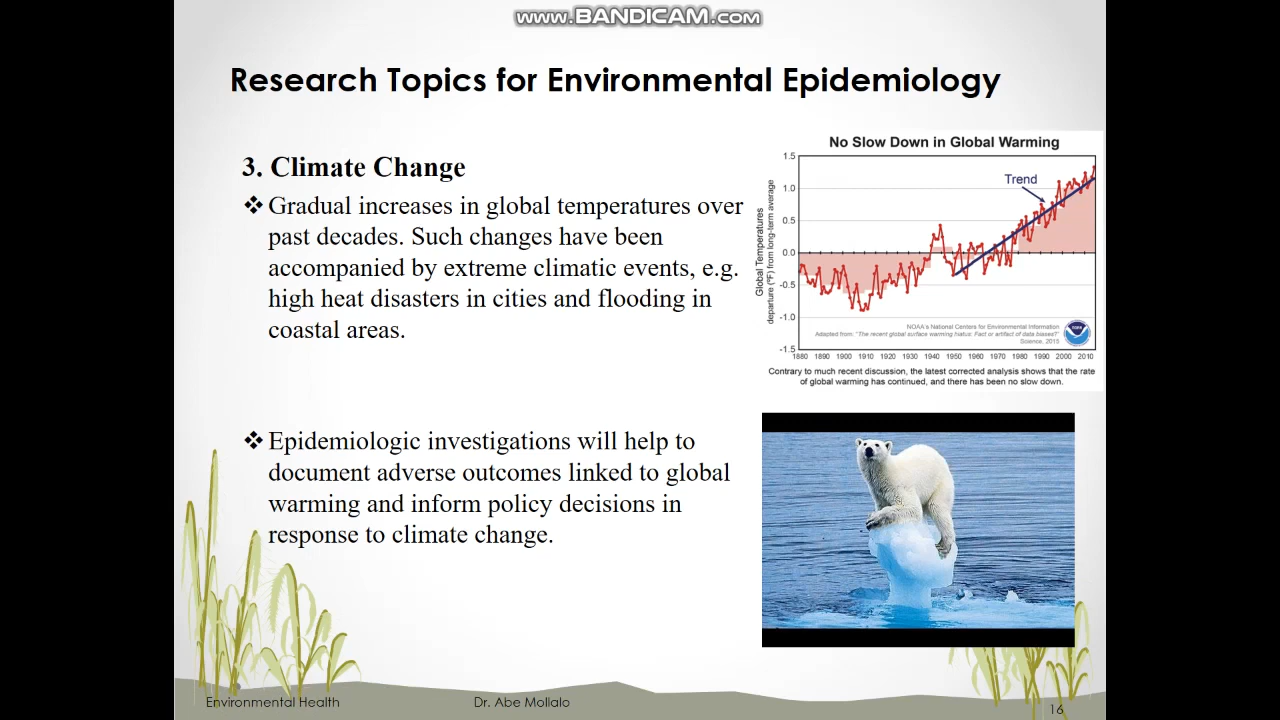 www.BANDICAM.com
Research Topics for Environmental Epidemiology
3. Climate Change
❖ Gradual increases in global temperatures over
past decades. Such changes have been
accompanied by extreme climatic events, e.g.
high heat disasters in cities and flooding in
coastal areas.
❖ Epidemiologic investigations will help to
document adverse outcomes linked to global
warming and inform policy decisions in
response to climate change.
No Slow Down in Global Warming
Global Temperatures
departure (°F) from long-term average
1.5
1.0
0.5
0.0
-0.5
-1.0
-1.5
Trend
NOAA's National Centers for Environmental Information
Adapted from: "The recent global surface warming hiatus: Fact or artifact of data biases?"
Science, 2015
NOAA
1880 1890 1900 1910 1920 1930 1940 1950 1960 1970 1980 1990 2000 2010
Contrary to much recent discussion, the latest corrected analysis shows that the rate
of global warming has continued, and there has been no slow down.
Environmental Health
Dr. Abe Mollalo
16